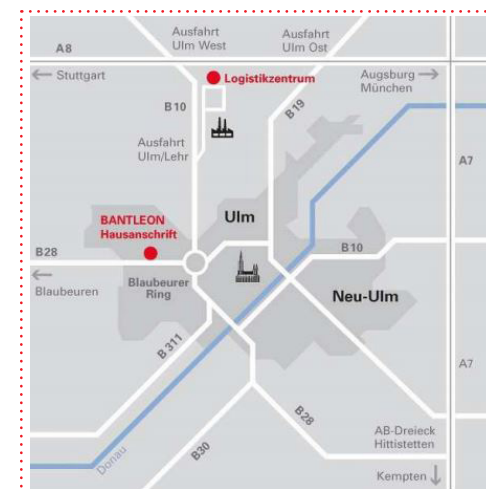 Ausfahrt
Ulm West
Ausfahrt
Ulm Ost
A8
← Stuttgart
Logistikzentrum
Augsburg →
München
B10
B19
Ausfahrt
Ulm/Lehr
A7
BANTLEON
Hausanschrift
Ulm
B28
B10
←
Blaubeuren
Blaubeurer
Ring
Neu-Ulm
B311
A7
B28
AB-Dreieck
Hittistetten
Donau
B30
Kempten ↓